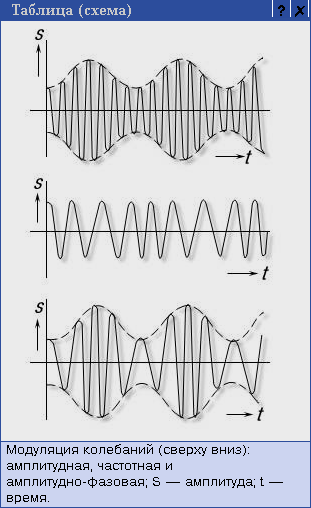 Таблица (схема) ? X
S
t
S
t
S
t
Модуляция колебаний (сверху вниз):
амплитудная, частотная и
амплитудно-фазовая; S — амплитуда; t —
время.